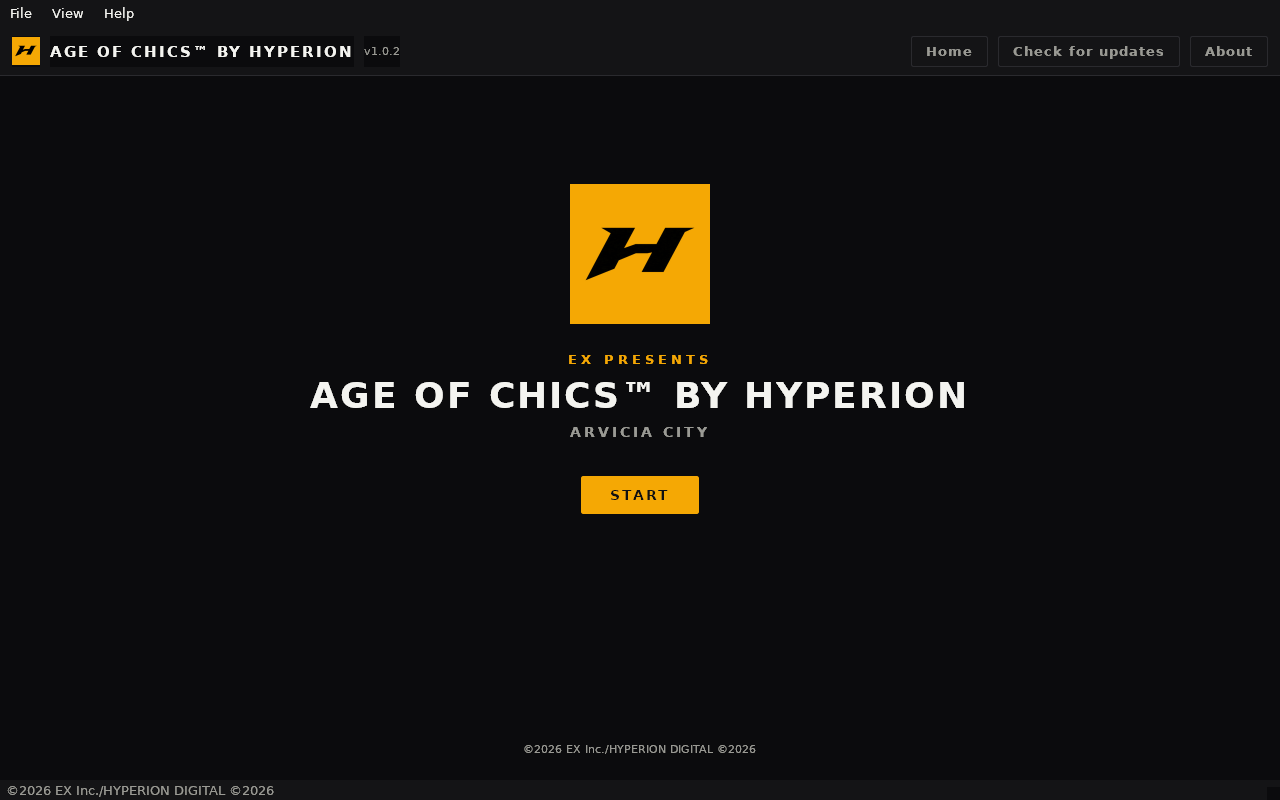 File View Help
AGE OF CHICS™ BY HYPERION v1.0.2 Home Check for updates About
EX PRESENTS
AGE OF CHICS™ BY HYPERION
ARVICIA CITY
START
©2026 EX Inc./HYPERION DIGITAL ©2026
©2026 EX Inc./HYPERION DIGITAL ©2026